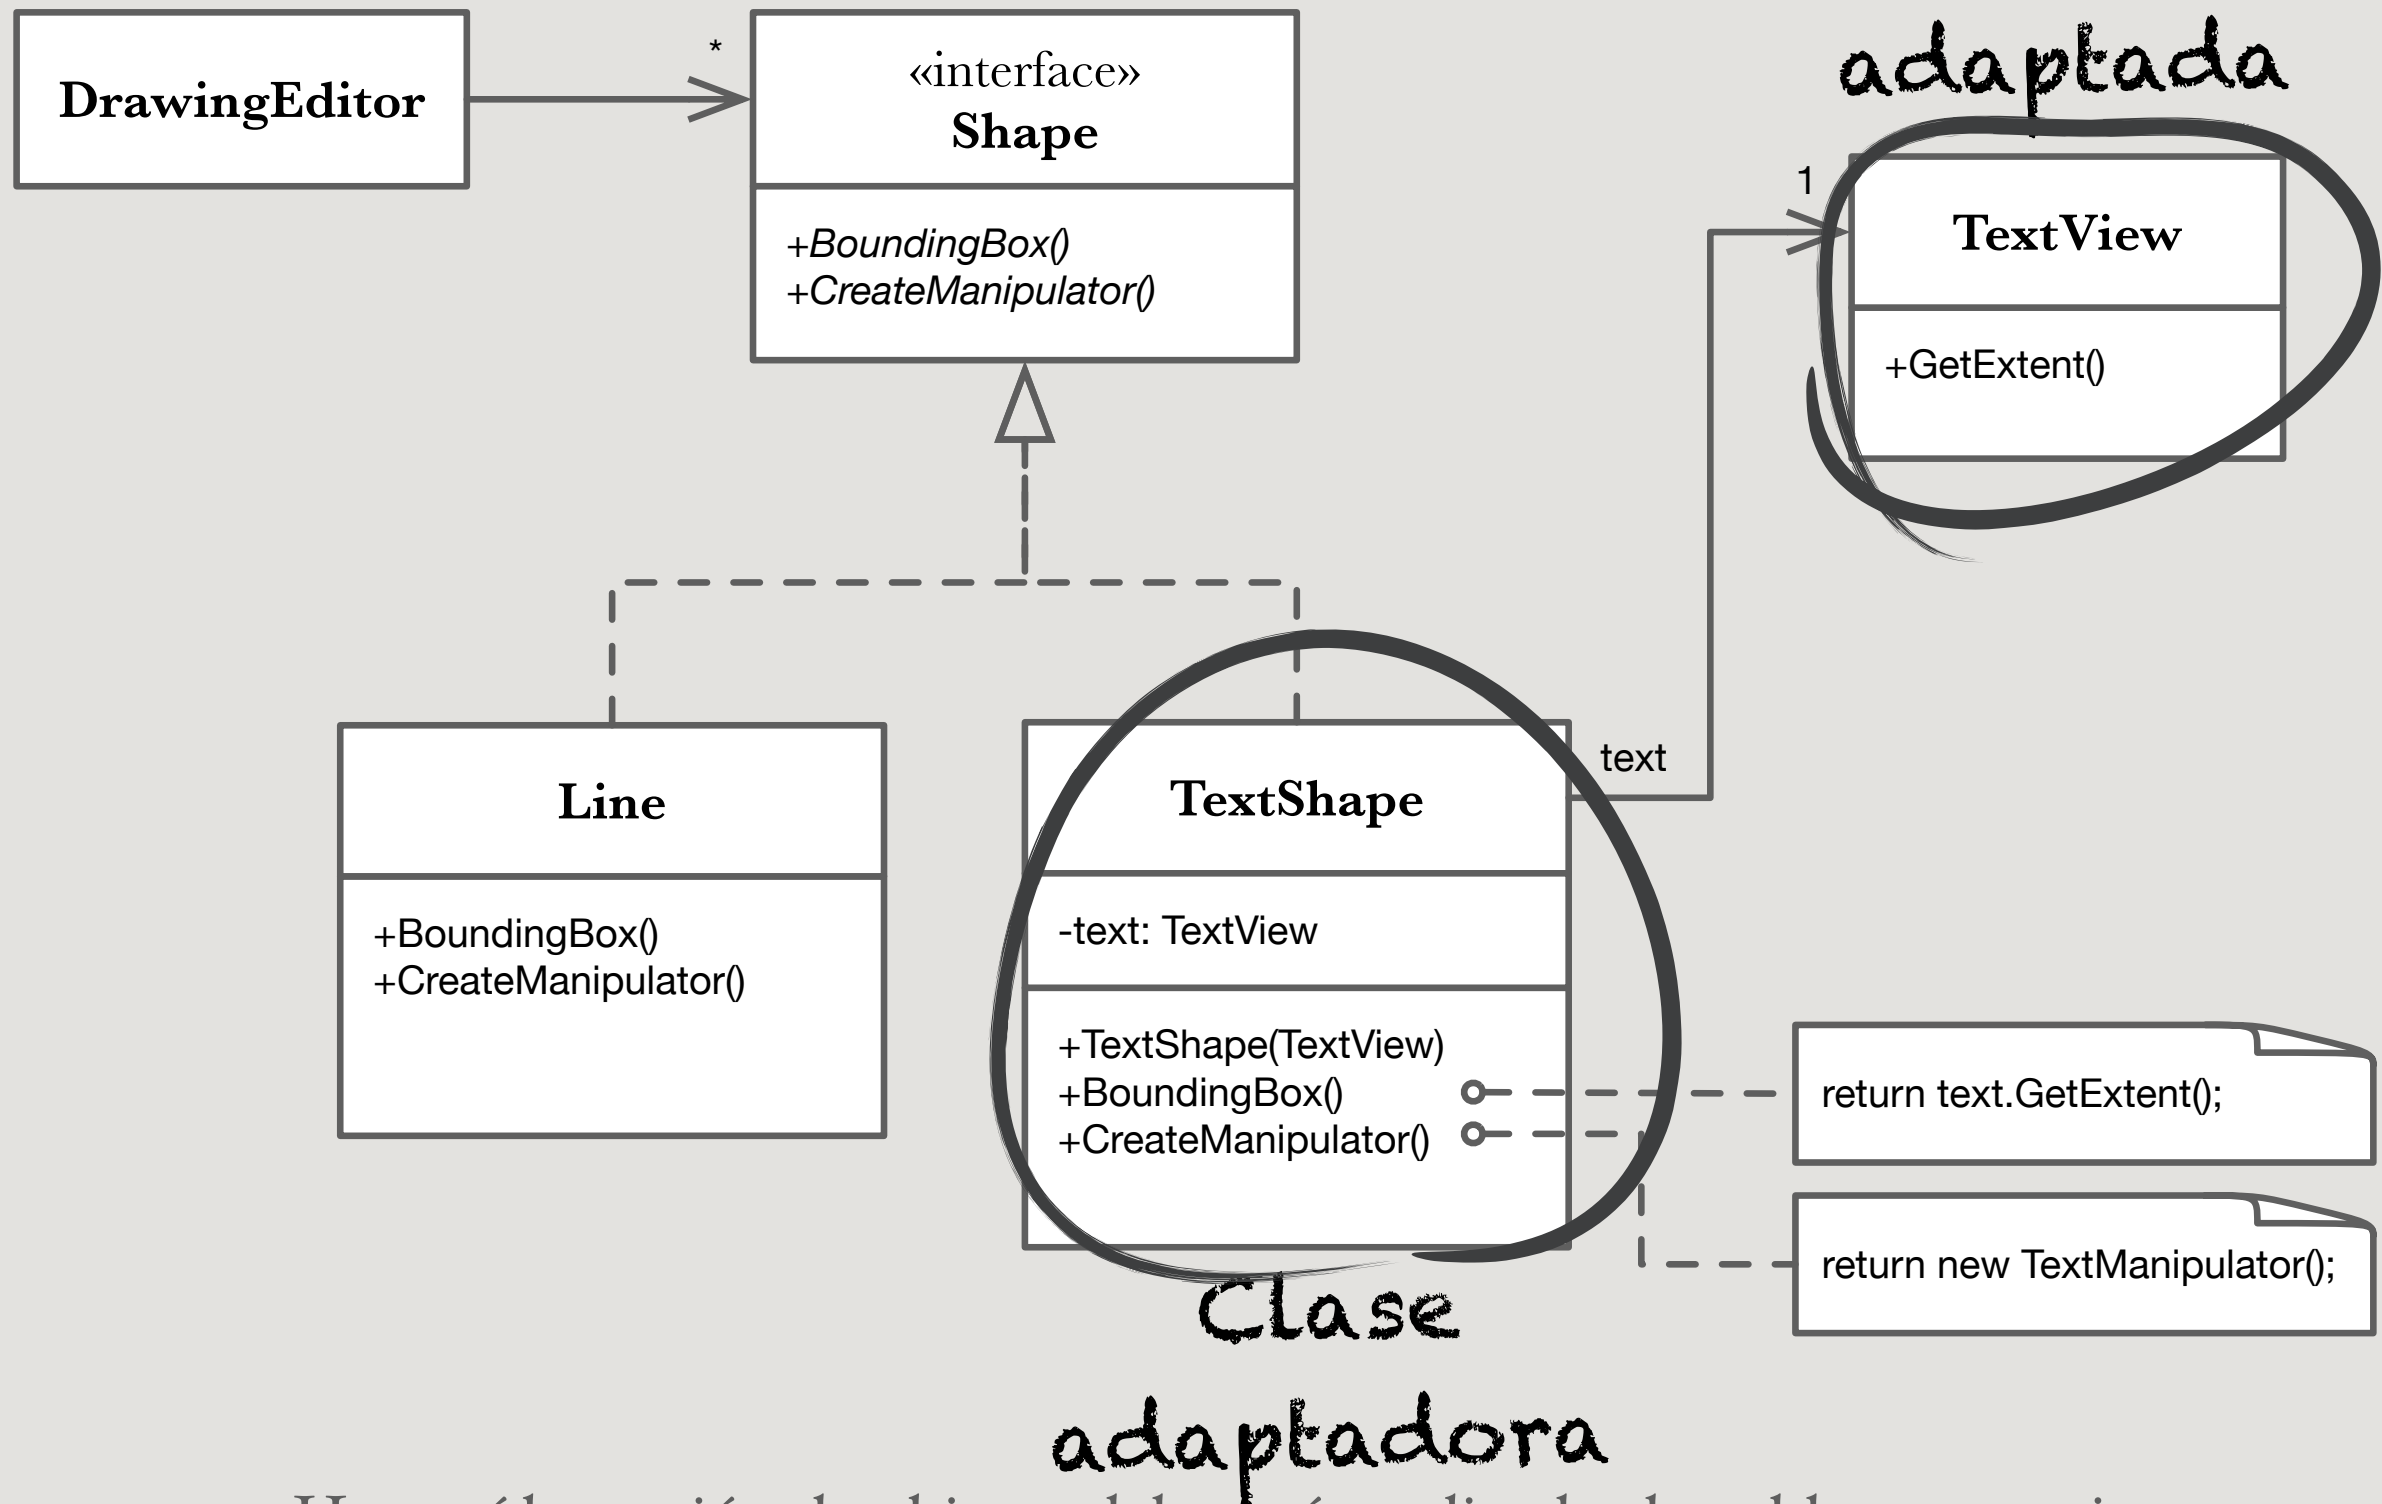 DrawingEditor
*
«interface»
Shape
+BoundingBox()
+CreateManipulator()
adaptada
1
TextView
+GetExtent()
Line
+BoundingBox()
+CreateManipulator()
text
TextShape
-text: TextView
+TextShape(TextView)
+BoundingBox()
+CreateManipulator()
return text.GetExtent();
return new TextManipulator();
Clase
adaptadora